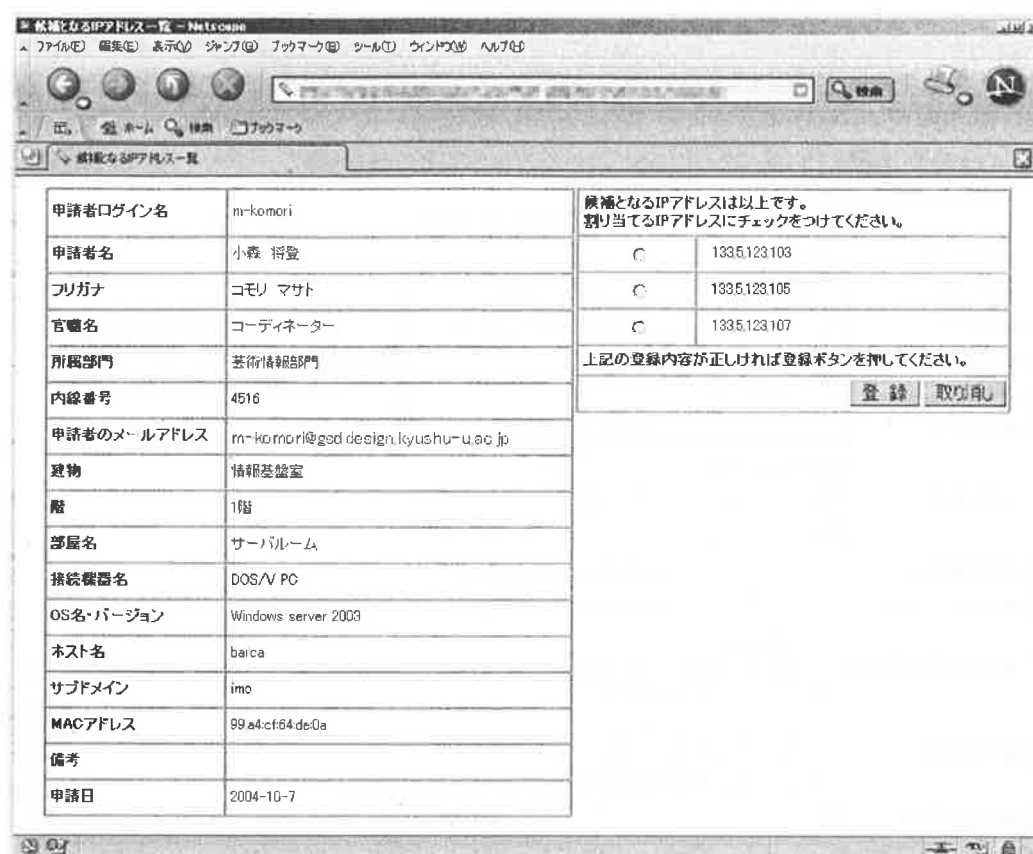 候補となるIPアドレス一覧 - Netscape
ファイル(F) 編集(E) 表示(V) ジャンプ(G) ブックマーク(B) ツール(T) ウィンドウ(W) ヘルプ(H)
検索
ホーム 検索 ブックマーク
候補となるIPアドレス一覧
申請者ログイン名 m-komori
申請者名 小森 将登
フリガナ コモリ マサト
官職名 コーディネーター
所属部門 芸術情報部門
内線番号 4516
申請者のメールアドレス m-komori@gsd.design.kyushu-u.ac.jp
建物 情報基盤室
階 1階
部屋名 サーバルーム
接続機器名 DOS/V PC
OS名・バージョン Windows server 2003
ホスト名 barca
サブドメイン imo
MACアドレス 99:a4:cf:64:de:0a
備考
申請日 2004-10-7
候補となるIPアドレスは以上です。
割り当てるIPアドレスにチェックをつけてください。
133.5.123.103
133.5.123.105
133.5.123.107
上記の登録内容が正しければ登録ボタンを押してください。
登 録 取り消し